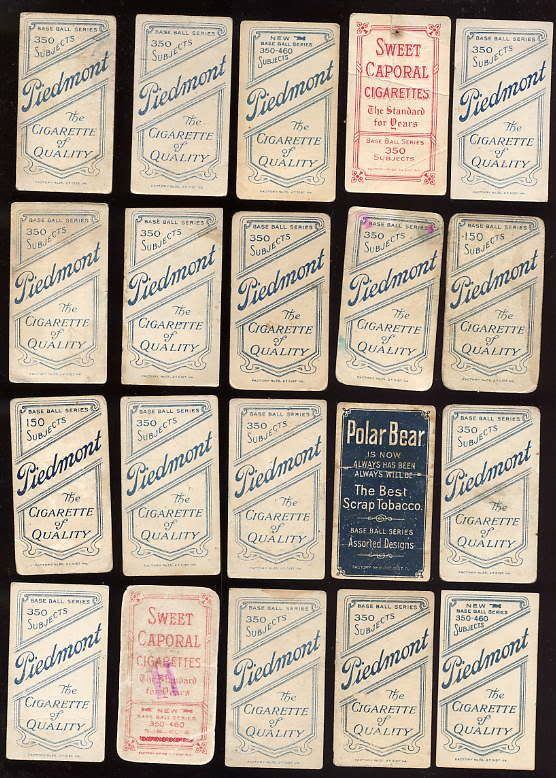 BASE BALL SERIES
350
SUBJECTS
Piedmont
The
CIGARETTE
of
QUALITY
BASE BALL SERIES
350
SUBJECTS
Piedmont
The
CIGARETTE
of
QUALITY
NEW
BASE BALL SERIES
350-460
SUBJECTS
Piedmont
The
CIGARETTE
of
QUALITY
SWEET
CAPORAL
CIGARETTES
The Standard
for Years
BASE BALL SERIES
350
SUBJECTS
BASE BALL SERIES
350
SUBJECTS
Piedmont
The
CIGARETTE
of
QUALITY
BASE BALL SERIES
350
SUBJECTS
Piedmont
The
CIGARETTE
of
QUALITY
BASE BALL SERIES
350
SUBJECTS
Piedmont
The
CIGARETTE
of
QUALITY
BASE BALL SERIES
350
SUBJECTS
Piedmont
The
CIGARETTE
of
QUALITY
BASE BALL SERIES
350
SUBJECTS
Piedmont
The
CIGARETTE
of
QUALITY
BASE BALL SERIES
150
SUBJECTS
Piedmont
The
CIGARETTE
of
QUALITY
BASE BALL SERIES
150
SUBJECTS
Piedmont
The
CIGARETTE
of
QUALITY
BASE BALL SERIES
350
SUBJECTS
Piedmont
The
CIGARETTE
of
QUALITY
BASE BALL SERIES
350
SUBJECTS
Piedmont
The
CIGARETTE
of
QUALITY
Polar Bear
IS NOW
ALWAYS HAS BEEN
ALWAYS WILL BE
The Best
Scrap Tobacco.
BASE BALL SERIES
Assorted Designs
BASE BALL SERIES
350
SUBJECTS
Piedmont
The
CIGARETTE
of
QUALITY
BASE BALL SERIES
350
SUBJECTS
Piedmont
The
CIGARETTE
of
QUALITY
SWEET
CAPORAL
CIGARETTES
The Standard
for Years
NEW
BASE BALL SERIES
350-460
SUBJECTS
BASE BALL SERIES
350
SUBJECTS
Piedmont
The
CIGARETTE
of
QUALITY
BASE BALL SERIES
350
SUBJECTS
Piedmont
The
CIGARETTE
of
QUALITY
NEW
BASE BALL SERIES
350-460
SUBJECTS
Piedmont
The
CIGARETTE
of
QUALITY